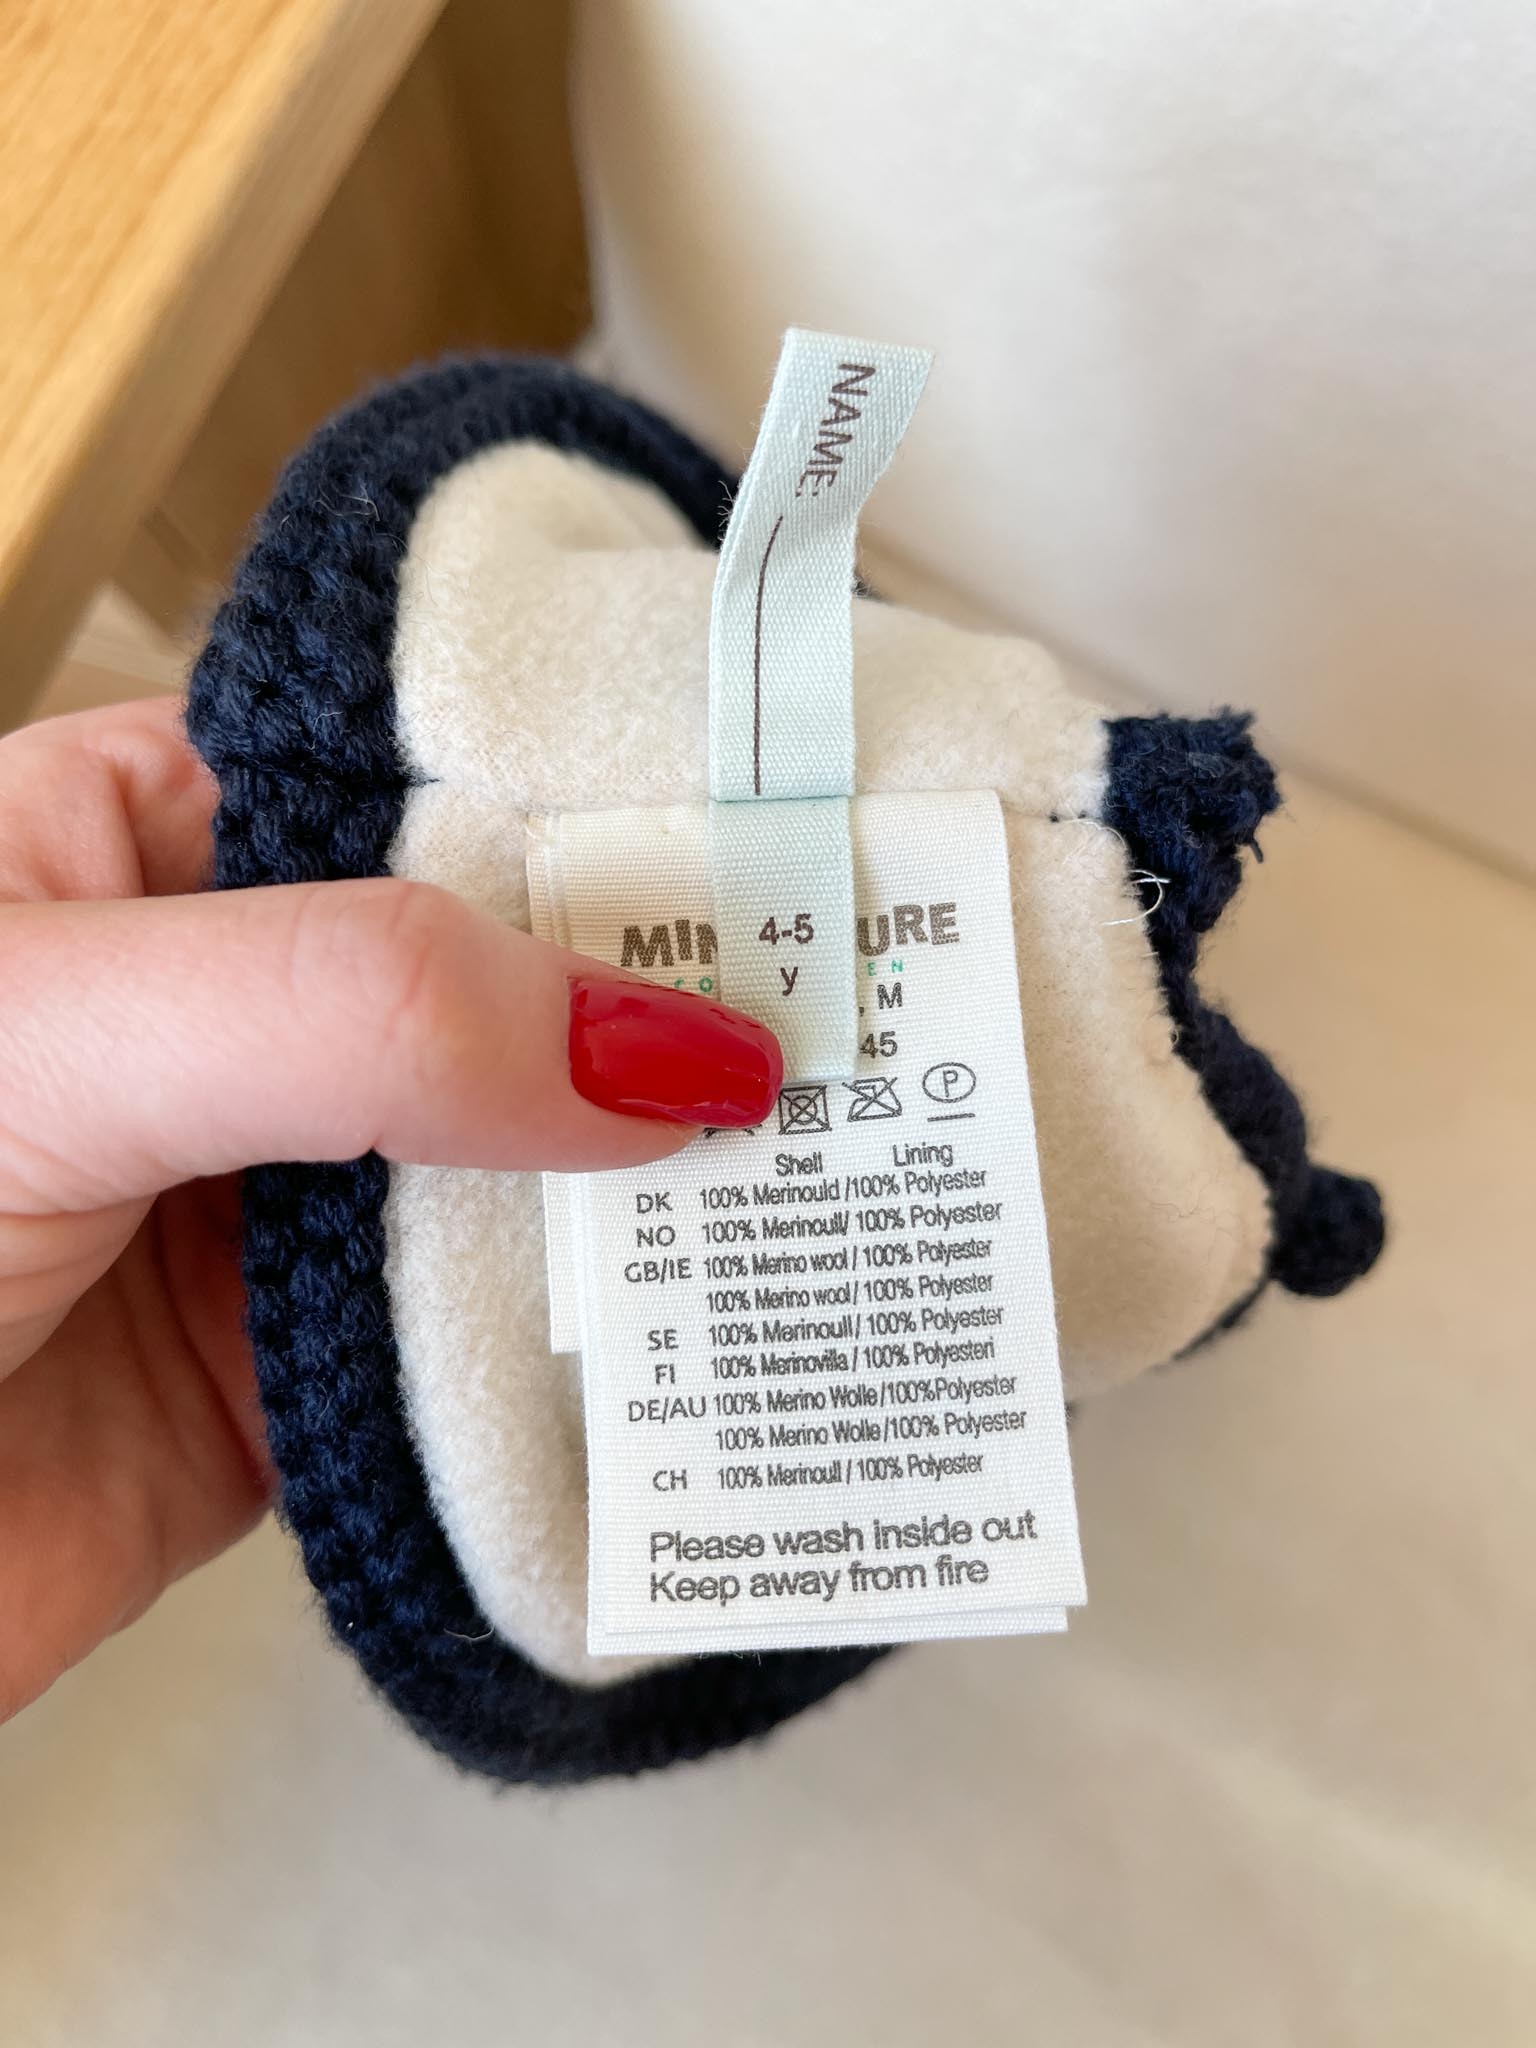 NAME:
4-5
y
MIN URE
CO EN
, M
45
P
Shell Lining
DK 100% Merinould /100% Polyester
NO 100% Merinoull/ 100% Polyester
GB/IE 100% Merino wool / 100% Polyester
100% Merino wool / 100% Polyester
SE 100% Merinoull / 100% Polyester
FI 100% Merinovilla / 100% Polyesteri
DE/AU 100% Merino Wolle /100%Polyester
100% Merino Wolle /100% Polyester
CH 100% Merinoull / 100% Polyester
Please wash inside out
Keep away from fire